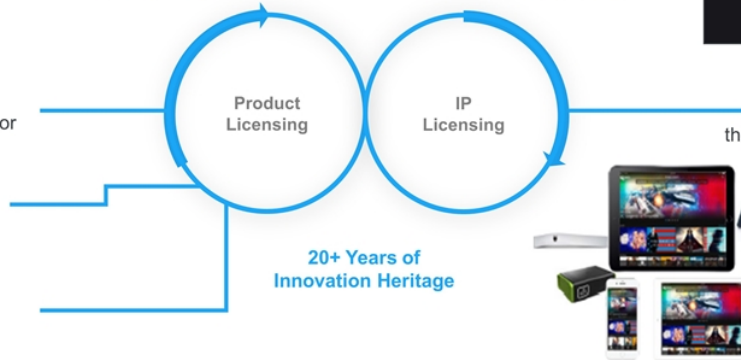 Product
Licensing
IP
Licensing
or
th
20+ Years of
Innovation Heritage